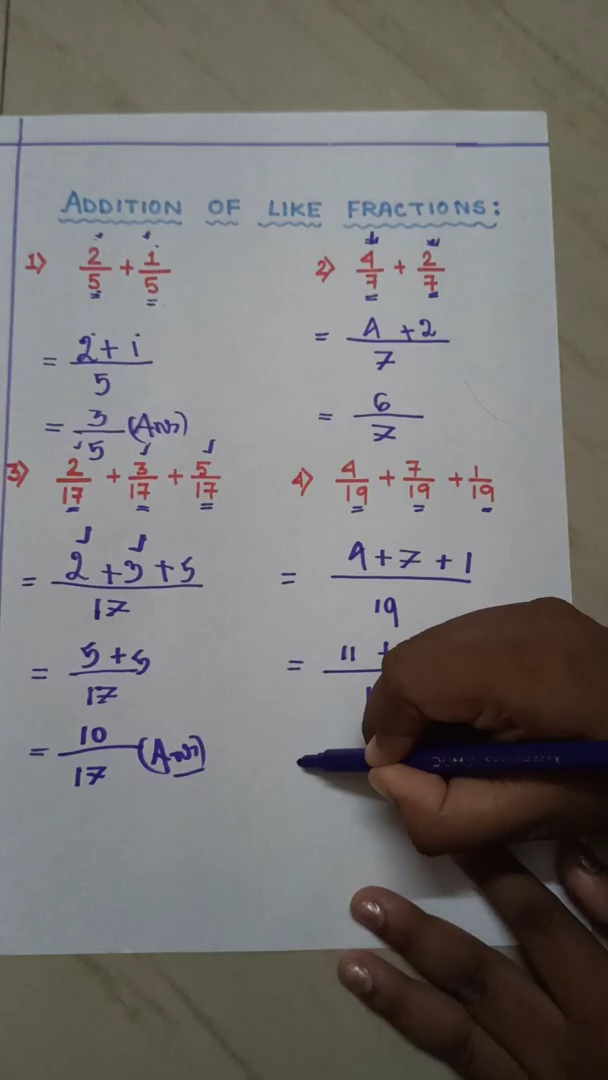 ADDITION OF LIKE FRACTIONS:
1) 2/5 + 1/5
= 2+1/5
= 3/5 (Ans)
2) 4/7 + 2/7
= 4+2/7
= 6/7
3) 2/17 + 3/17 + 5/17
= 2+3+5/17
= 5+5/17
= 10/17 (Ans)
4) 4/19 + 7/19 + 1/19
= 4+7+1/19
= 11 +